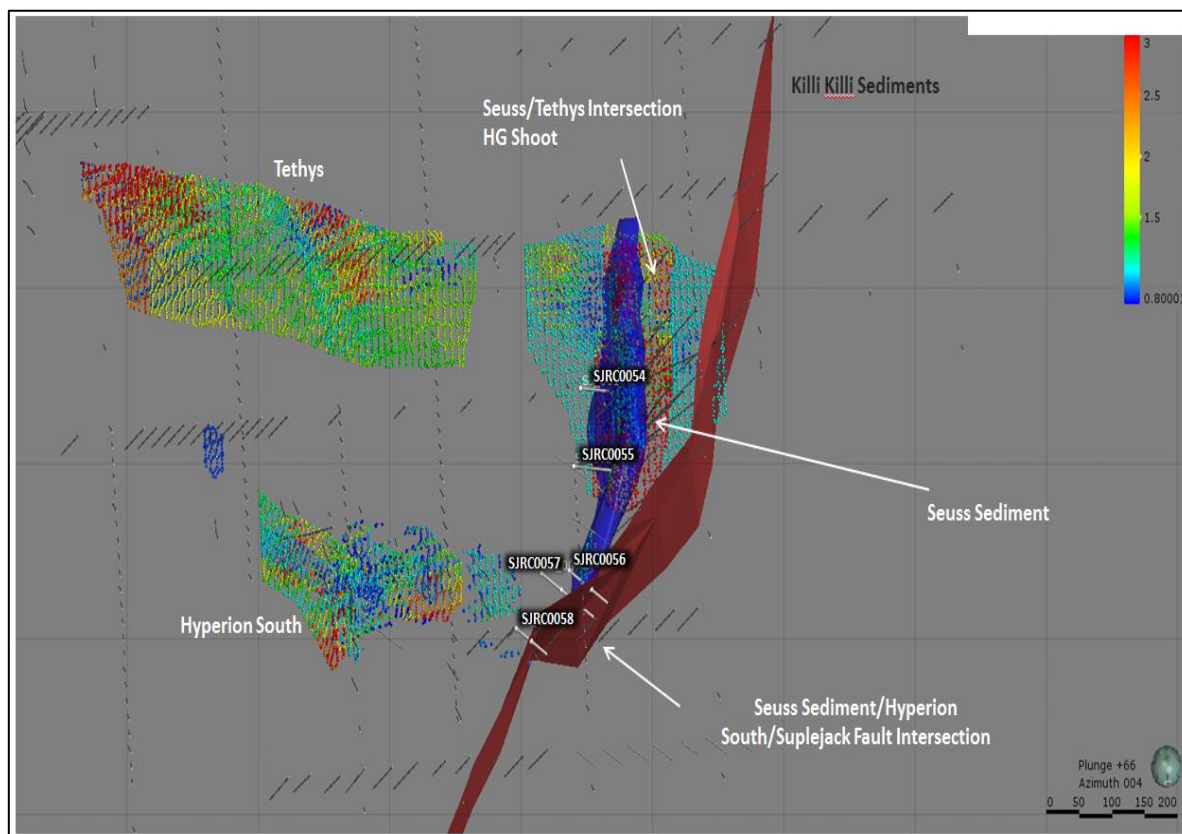 3
2.5
2
1.5
1
0.80001
Killi Killi Sediments
Seuss/Tethys Intersection
HG Shoot
Tethys
SJRC0054
SJRC0055
Seuss Sediment
SJRC0057
SJRC0056
SJRC0058
Hyperion South
Seuss Sediment/Hyperion
South/Suplejack Fault Intersection
Plunge +66
Azimuth 004
0 50 100 150 200